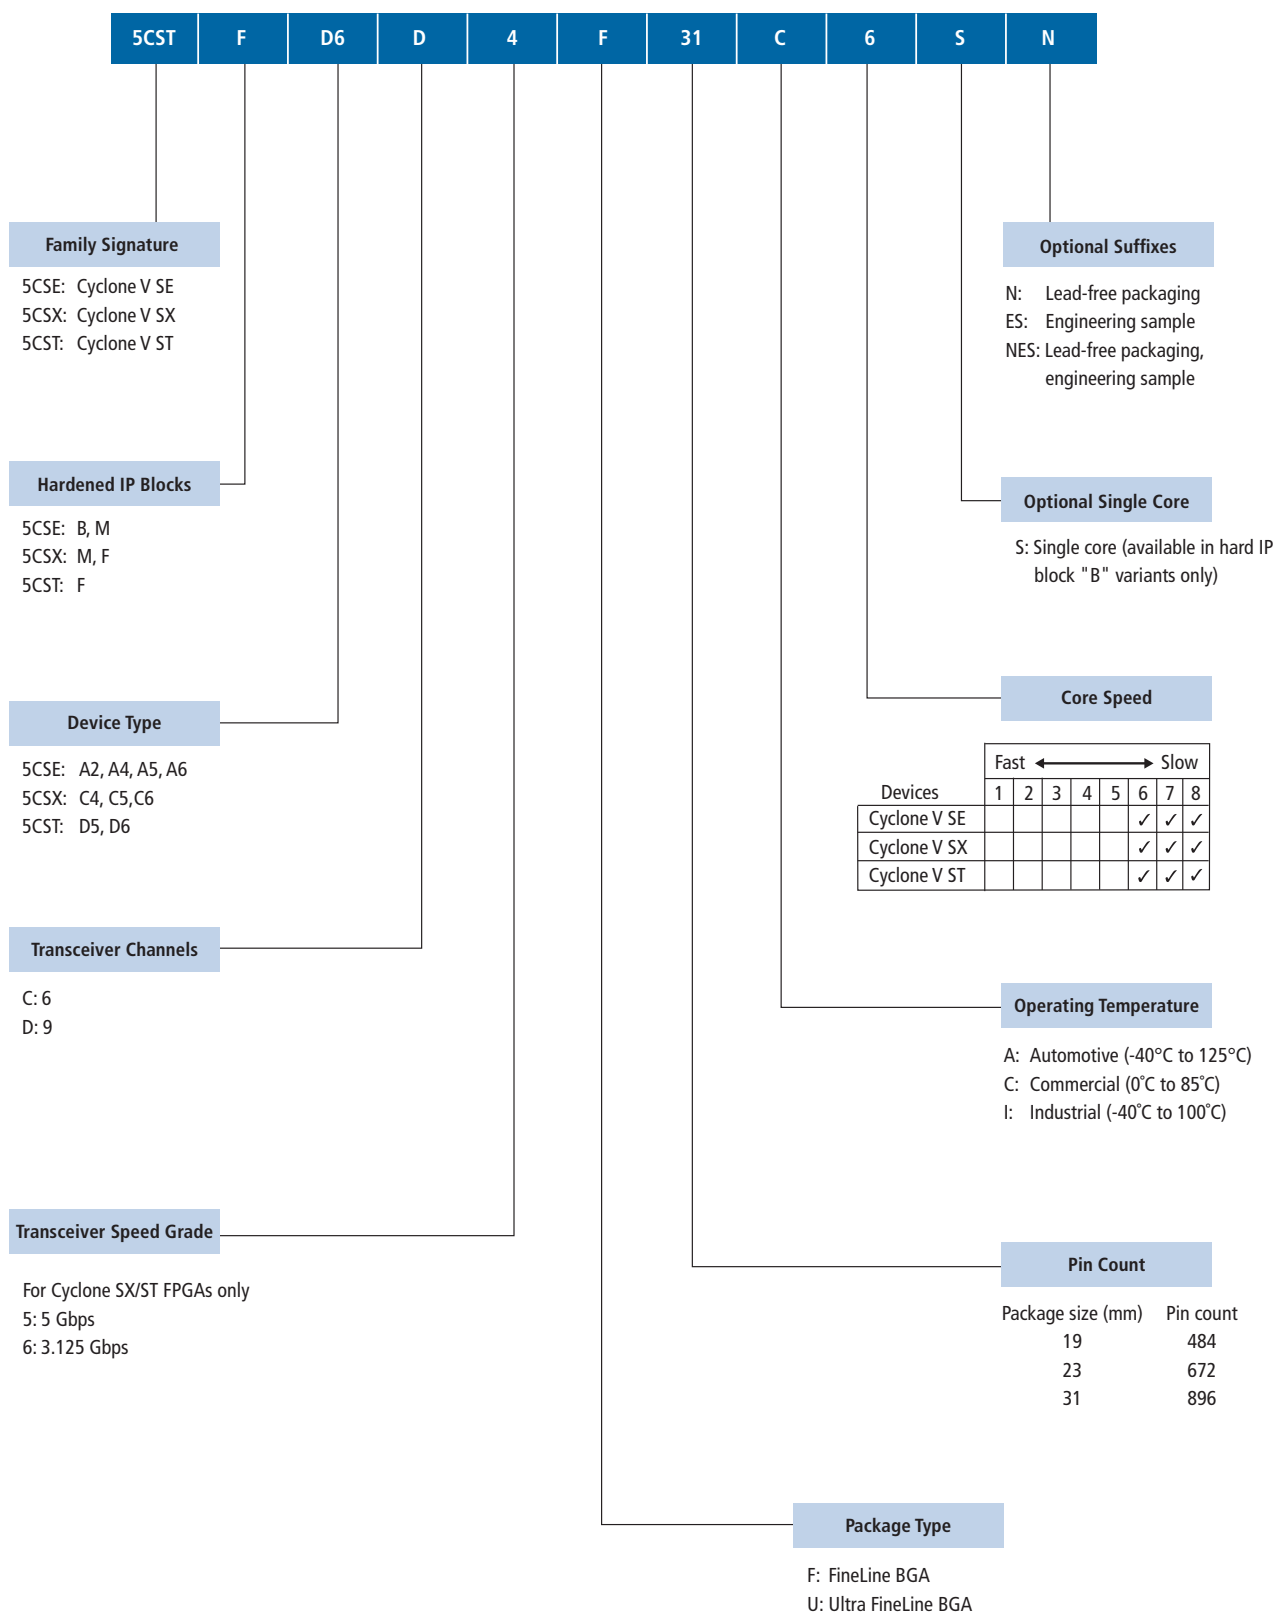 5CST F D6 D 4 F 31 C 6 S N
Family Signature
5CSE: Cyclone V SE
5CSX: Cyclone V SX
5CST: Cyclone V ST
Hardened IP Blocks
5CSE: B, M
5CSX: M, F
5CST: F
Device Type
5CSE: A2, A4, A5, A6
5CSX: C4, C5,C6
5CST: D5, D6
Transceiver Channels
C: 6
D: 9
Transceiver Speed Grade
For Cyclone SX/ST FPGAs only
5: 5 Gbps
6: 3.125 Gbps
Optional Suffixes
N: Lead-free packaging
ES: Engineering sample
NES: Lead-free packaging,
engineering sample
Optional Single Core
S: Single core (available in hard IP
block "B" variants only)
Core Speed
Fast Slow
Devices 1 2 3 4 5 6 7 8
Cyclone V SE ✓ ✓ ✓
Cyclone V SX ✓ ✓ ✓
Cyclone V ST ✓ ✓ ✓
Operating Temperature
A: Automotive (-40°C to 125°C)
C: Commercial (0˚C to 85˚C)
I: Industrial (-40˚C to 100˚C)
Pin Count
Package size (mm) Pin count
19 484
23 672
31 896
Package Type
F: FineLine BGA
U: Ultra FineLine BGA